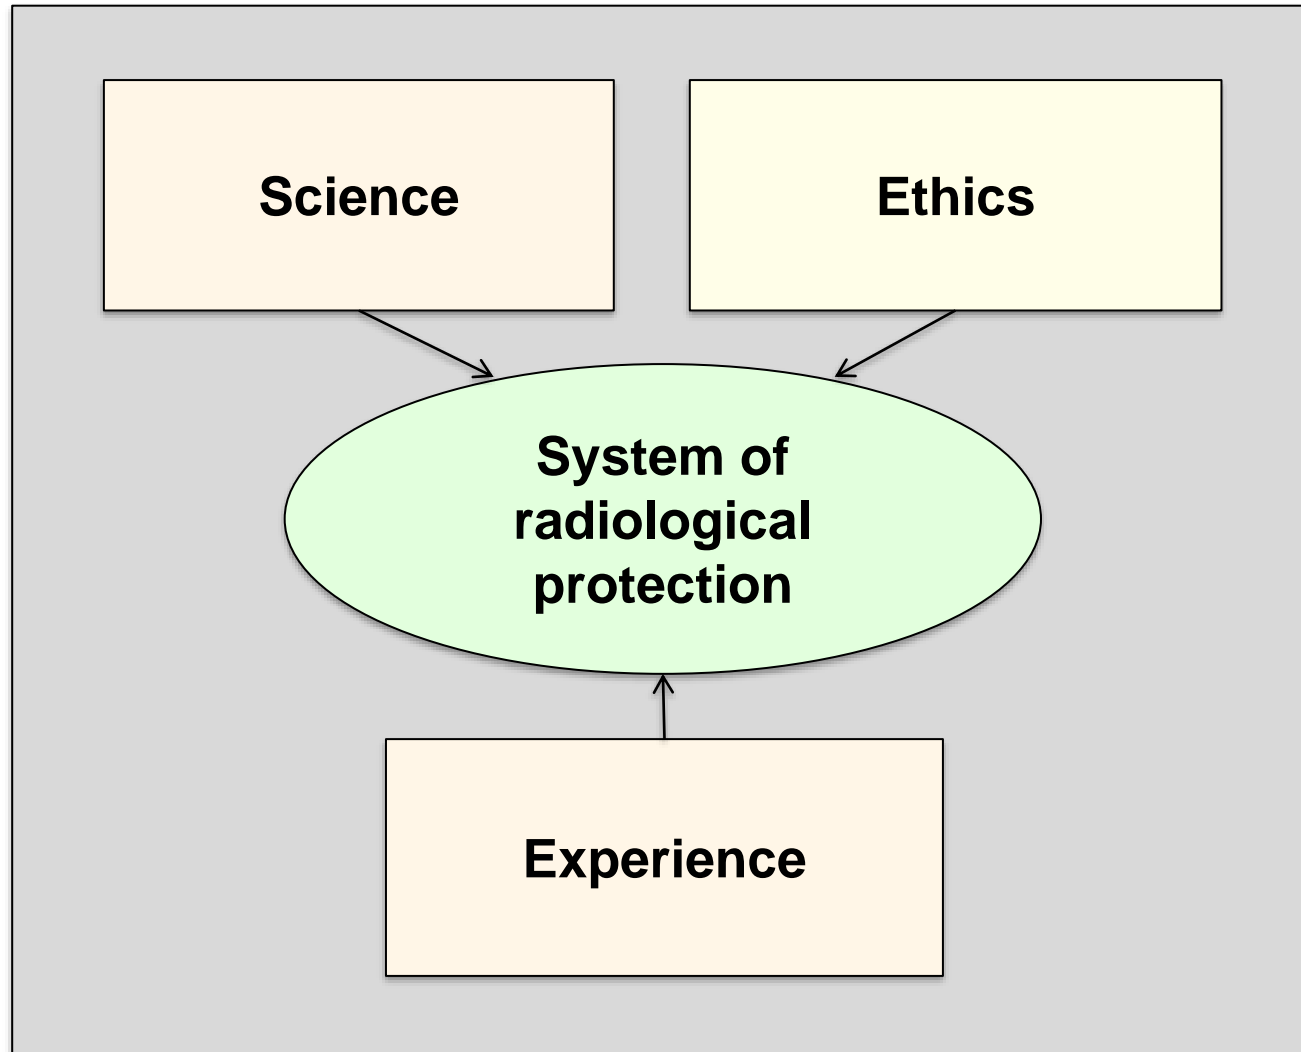 Science
Ethics
System of
radiological
protection
Experience